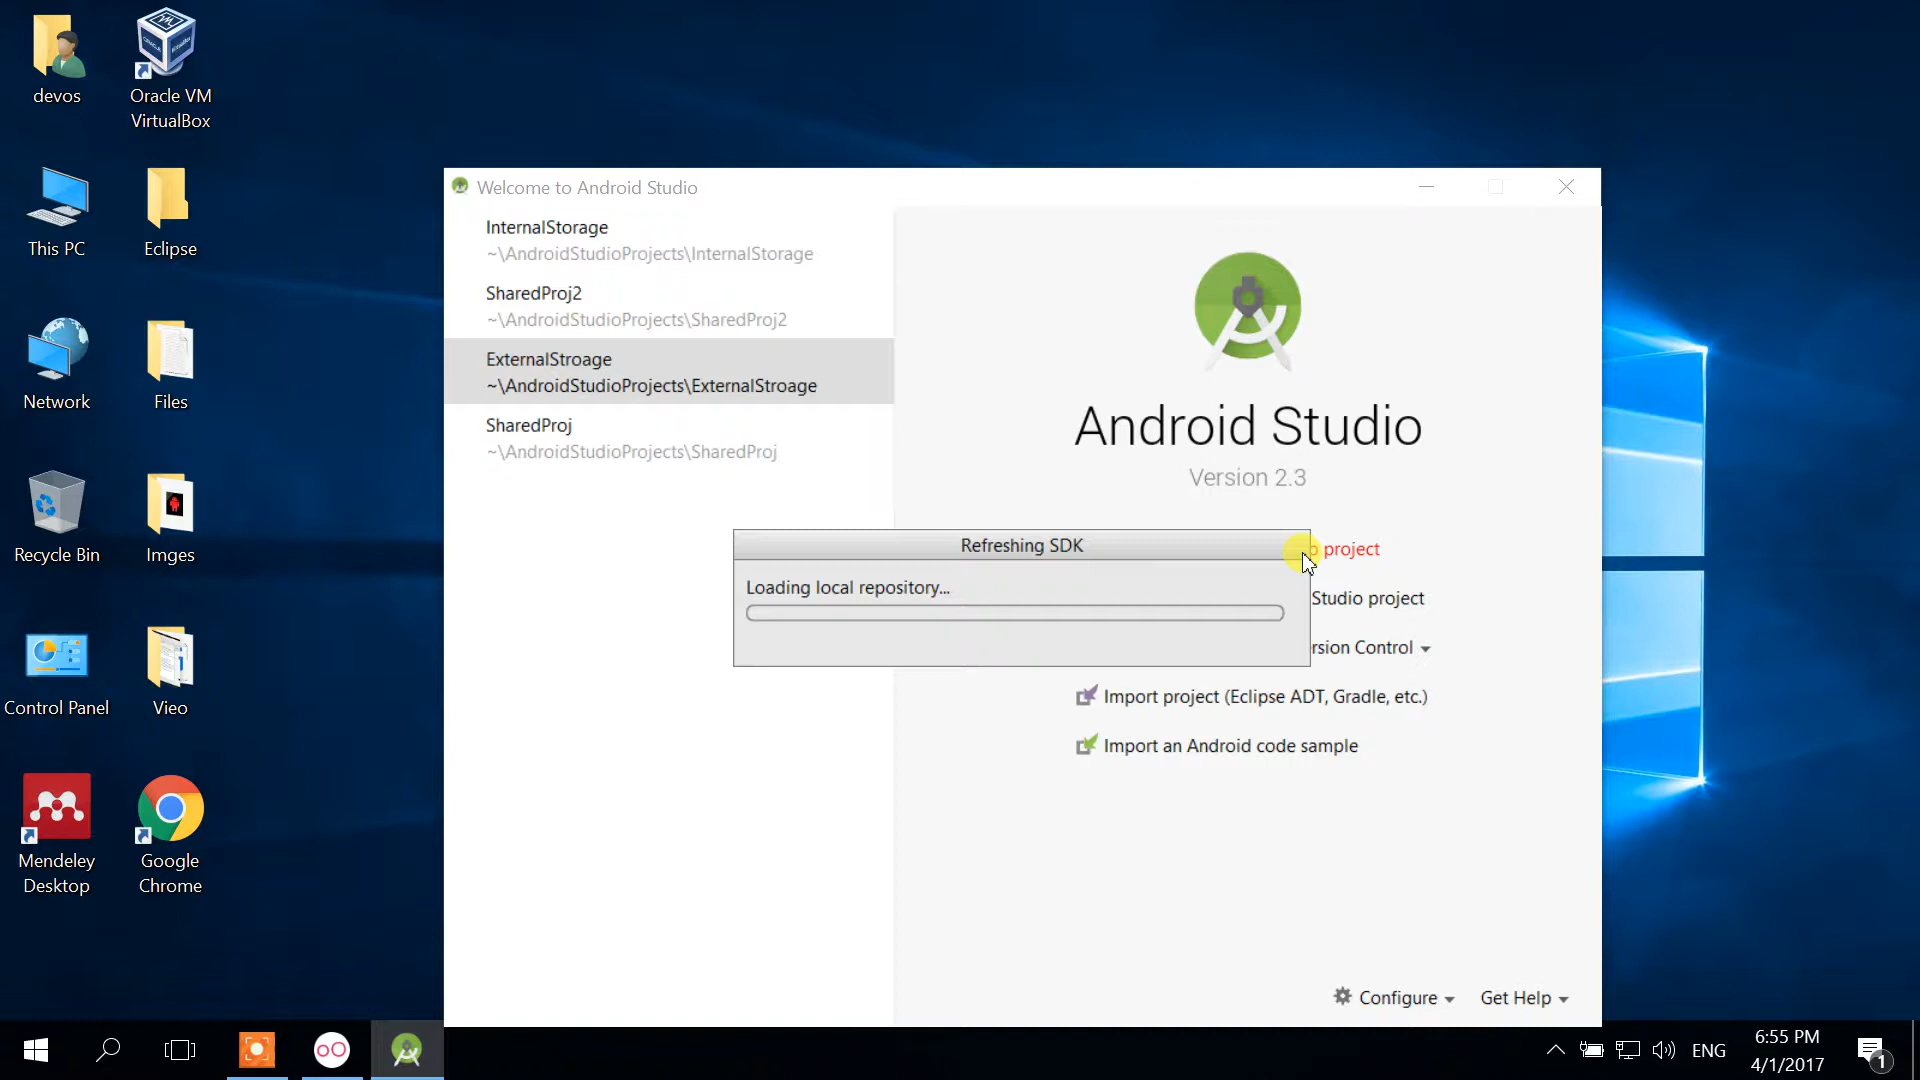 devos
Oracle VM
VirtualBox
This PC
Eclipse
Network
Files
Recycle Bin
Imges
Control Panel
Vieo
Mendeley
Desktop
Google
Chrome
Welcome to Android Studio
InternalStorage
~\AndroidStudioProjects\InternalStorage
SharedProj2
~\AndroidStudioProjects\SharedProj2
ExternalStroage
~\AndroidStudioProjects\ExternalStroage
SharedProj
~\AndroidStudioProjects\SharedProj
Android Studio
Version 2.3
Refreshing SDK
Loading local repository...
project
Studio project
rsion Control
Import project (Eclipse ADT, Gradle, etc.)
Import an Android code sample
Configure
Get Help
ENG
6:55 PM
4/1/2017
1